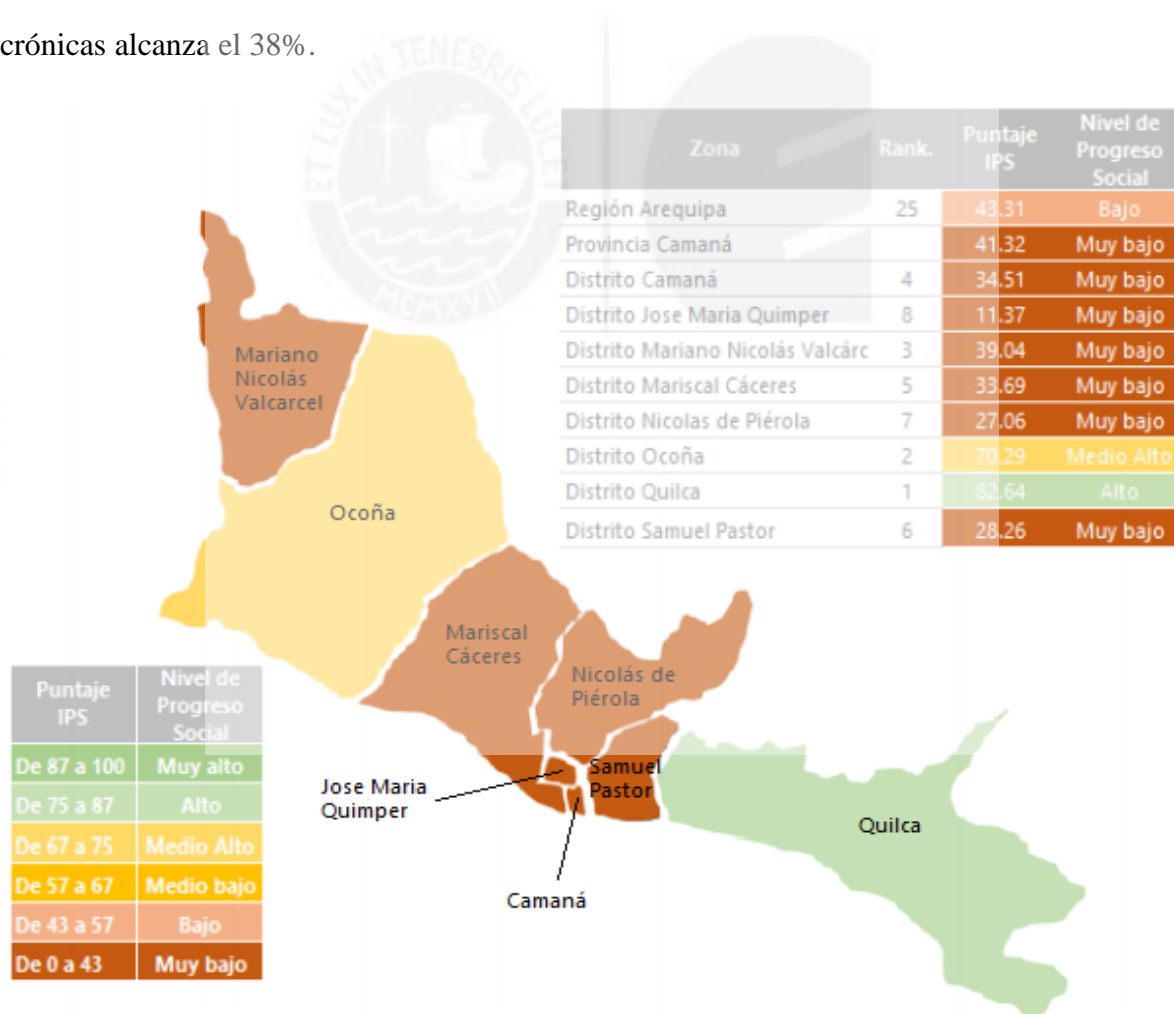 crónicas alcanza el 38%.
ET LUX IN TENEBRIS LUCET
MCMXVII
Zona Rank. Puntaje IPS Nivel de Progreso Social
Región Arequipa 25 43.31 Bajo
Provincia Camaná 41.32 Muy bajo
Distrito Camaná 4 34.51 Muy bajo
Distrito Jose Maria Quimper 8 11.37 Muy bajo
Distrito Mariano Nicolás Valcárc 3 39.04 Muy bajo
Distrito Mariscal Cáceres 5 33.69 Muy bajo
Distrito Nicolas de Piérola 7 27.06 Muy bajo
Distrito Ocoña 2 70.29 Medio Alto
Distrito Quilca 1 82.64 Alto
Distrito Samuel Pastor 6 28.26 Muy bajo
Mariano
Nicolás
Valcarcel
Ocoña
Mariscal
Cáceres
Nicolás de
Piérola
Samuel
Pastor
Jose Maria
Quimper
Camaná
Quilca
Puntaje IPS Nivel de Progreso Social
De 87 a 100 Muy alto
De 75 a 87 Alto
De 67 a 75 Medio Alto
De 57 a 67 Medio bajo
De 43 a 57 Bajo
De 0 a 43 Muy bajo